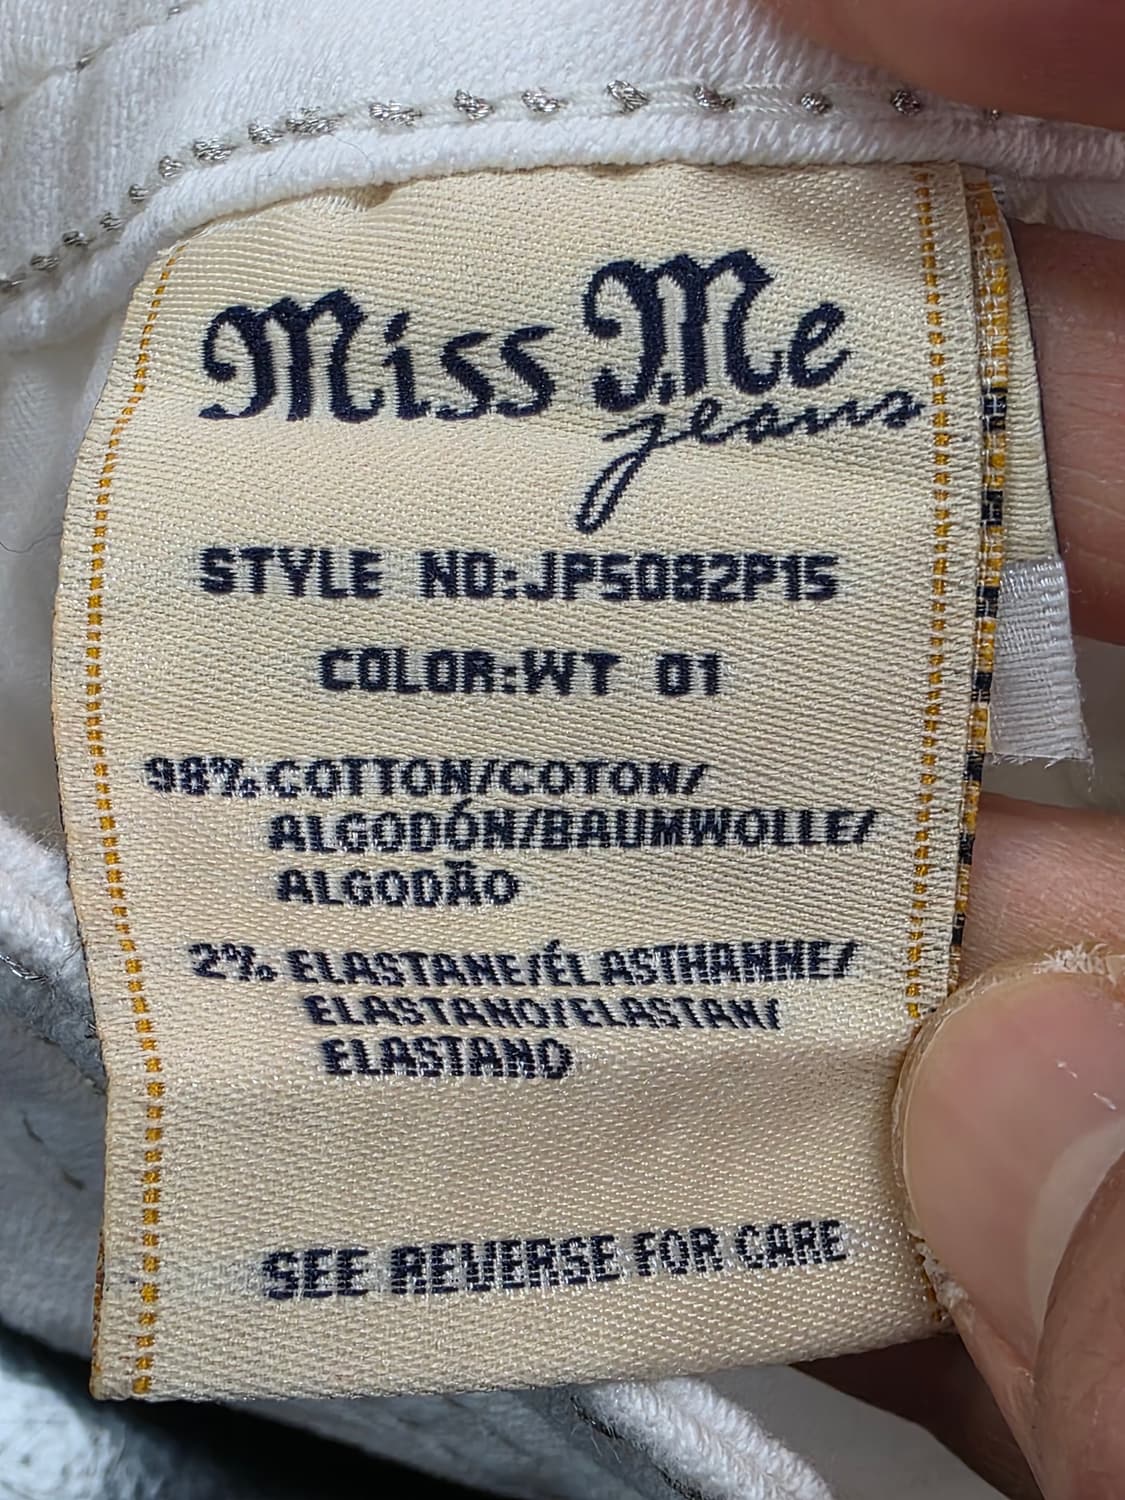 Miss Me
jeans
STYLE NO:JP5082P15
COLOR:WT 01
98% COTTON/COTON/
ALGODÓN/BAUMWOLLE/
ALGODÃO
2% ELASTANE/ÉLASTHANNE/
ELASTANO/ELASTAN/
ELASTANO
SEE REVERSE FOR CARE